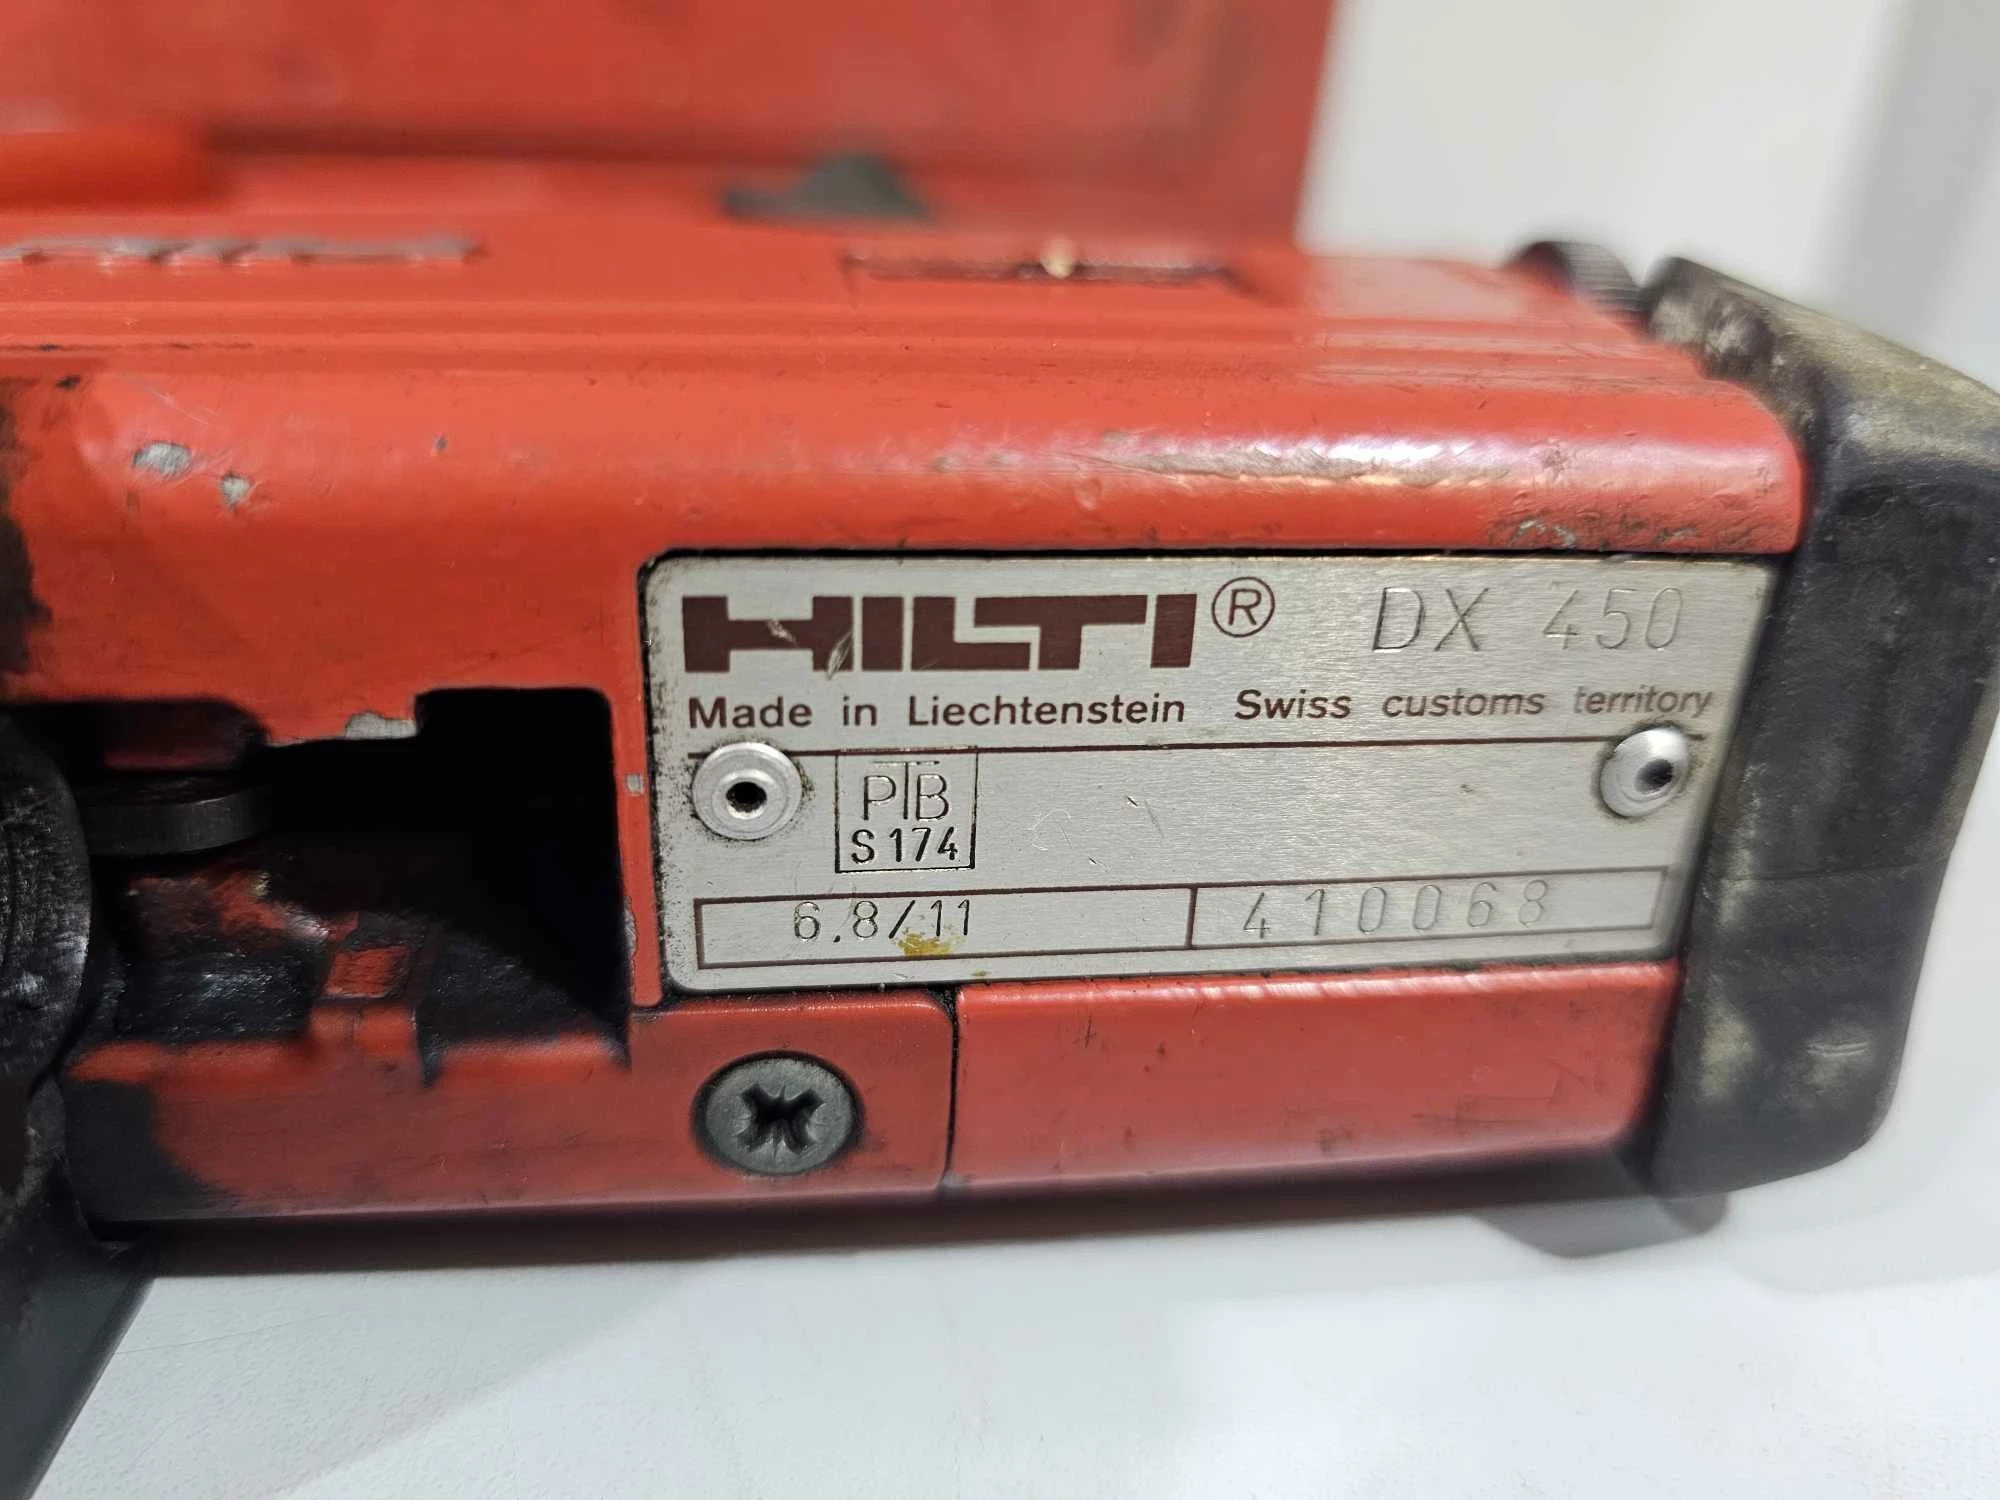 HILTI® DX 450
Made in Liechtenstein Swiss customs territory
PTB
S 174
6.8/11 410068